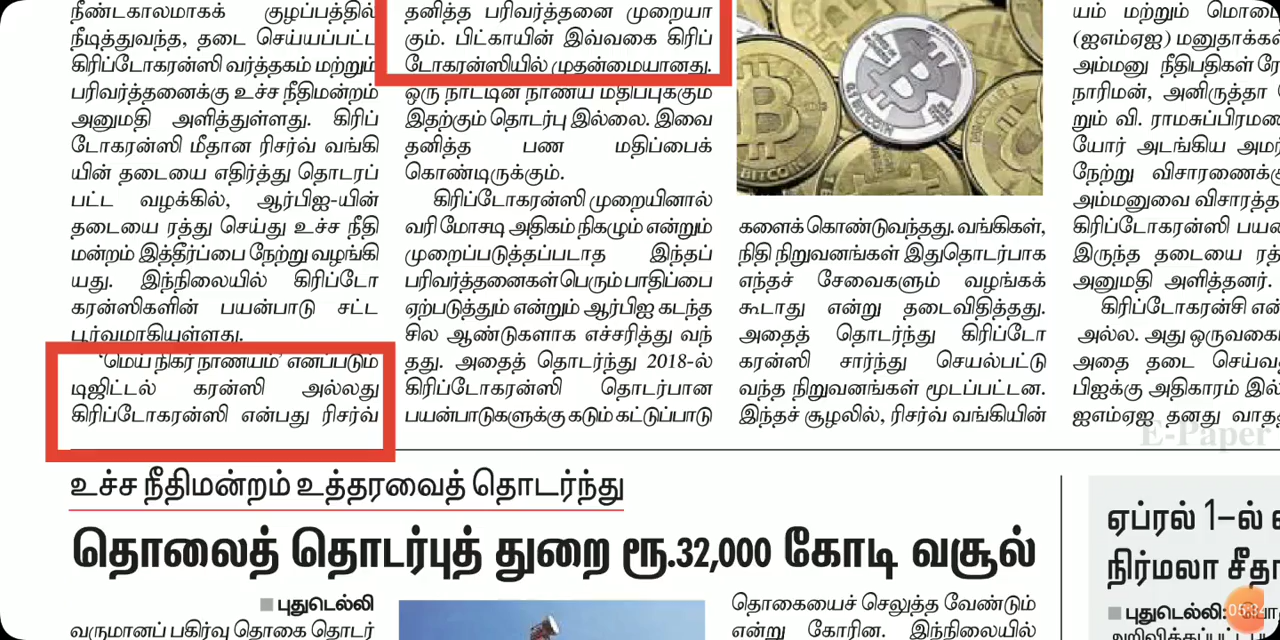 நீண்டகாலமாகக் குழப்பத்தில்
நீடித்துவந்த, தடை செய்யப்பட்ட
கிரிப்டோகரன்ஸி வர்த்தகம் மற்றும்
பரிவர்த்தனைக்கு உச்ச நீதிமன்றம்
அனுமதி அளித்துள்ளது. கிரிப்
டோகரன்ஸி மீதான ரிசர்வ் வங்கி
யின் தடையை எதிர்த்து தொடரப்
பட்ட வழக்கில், ஆர்பிஐ-யின்
தடையை ரத்து செய்து உச்ச நீதி
மன்றம் இத்தீர்ப்பை நேற்று வழங்கி
யது. இந்நிலையில் கிரிப்டோ
கரன்ஸிகளின் பயன்பாடு சட்ட
பூர்வமாகியுள்ளது.
'மெய் நிகர் நாணயம்' எனப்படும்
டிஜிட்டல் கரன்ஸி அல்லது
கிரிப்டோகரன்ஸி என்பது ரிசர்வ்
தனித்த பரிவர்த்தனை முறையா
கும். பிட்காயின் இவ்வகை கிரிப்
டோகரன்ஸியில் முதன்மையானது.
ஒரு நாட்டின் நாணய மதிப்புக்கும்
இதற்கும் தொடர்பு இல்லை. இவை
தனித்த பண மதிப்பைக்
கொண்டிருக்கும்.
கிரிப்டோகரன்ஸி முறையினால்
வரி மோசடி அதிகம் நிகழும் என்றும்
முறைப்படுத்தப்படாத இந்தப்
பரிவர்த்தனைகள் பெரும் பாதிப்பை
ஏற்படுத்தும் என்றும் ஆர்பிஐ கடந்த
சில ஆண்டுகளாக எச்சரித்து வந்
தது. அதைத் தொடர்ந்து 2018-ல்
கிரிப்டோகரன்ஸி தொடர்பான
பயன்பாடுகளுக்கு கடும் கட்டுப்பாடு
BITCOIN
BITCOIN
களைக் கொண்டுவந்தது. வங்கிகள்,
நிதி நிறுவனங்கள் இதுதொடர்பாக
எந்தச் சேவைகளும் வழங்கக்
கூடாது என்று தடைவிதித்தது.
அதைத் தொடர்ந்து கிரிப்டோ
கரன்ஸி சார்ந்து செயல்பட்டு
வந்த நிறுவனங்கள் மூடப்பட்டன.
இந்தச் சூழலில், ரிசர்வ் வங்கியின்
யம் மற்றும்
(ஐஎம்ஏஐ) மனுதாக்கல்
அம்மனு நீதிபதிகள்
நாரிமன், அனிருத்தா
றும் வி.
யோர் அடங்கிய
நேற்று
அம்மனுவை
கிரிப்டோகரன்ஸி
இருந்த தடையை
அனுமதி அளித்தனர்.
கிரிப்டோகரன்சி
அல்ல. அது
அதை தடை
பிஐக்கு அதிகாரம்
ஐஎம்ஏஐ தனது
E-Paper
உச்ச நீதிமன்றம் உத்தரவைத் தொடர்ந்து
தொலைத் தொடர்புத் துறை ரூ.32,000 கோடி வசூல்
புதுடெல்லி
வருமானப் பகிர்வு தொகை தொடர்
தொகையைச் செலுத்த வேண்டும்
என்று கோரின. இந்நிலையில்
ஏப்ரல் 1-ல்
நிர்மலா
புதுடெல்லி: